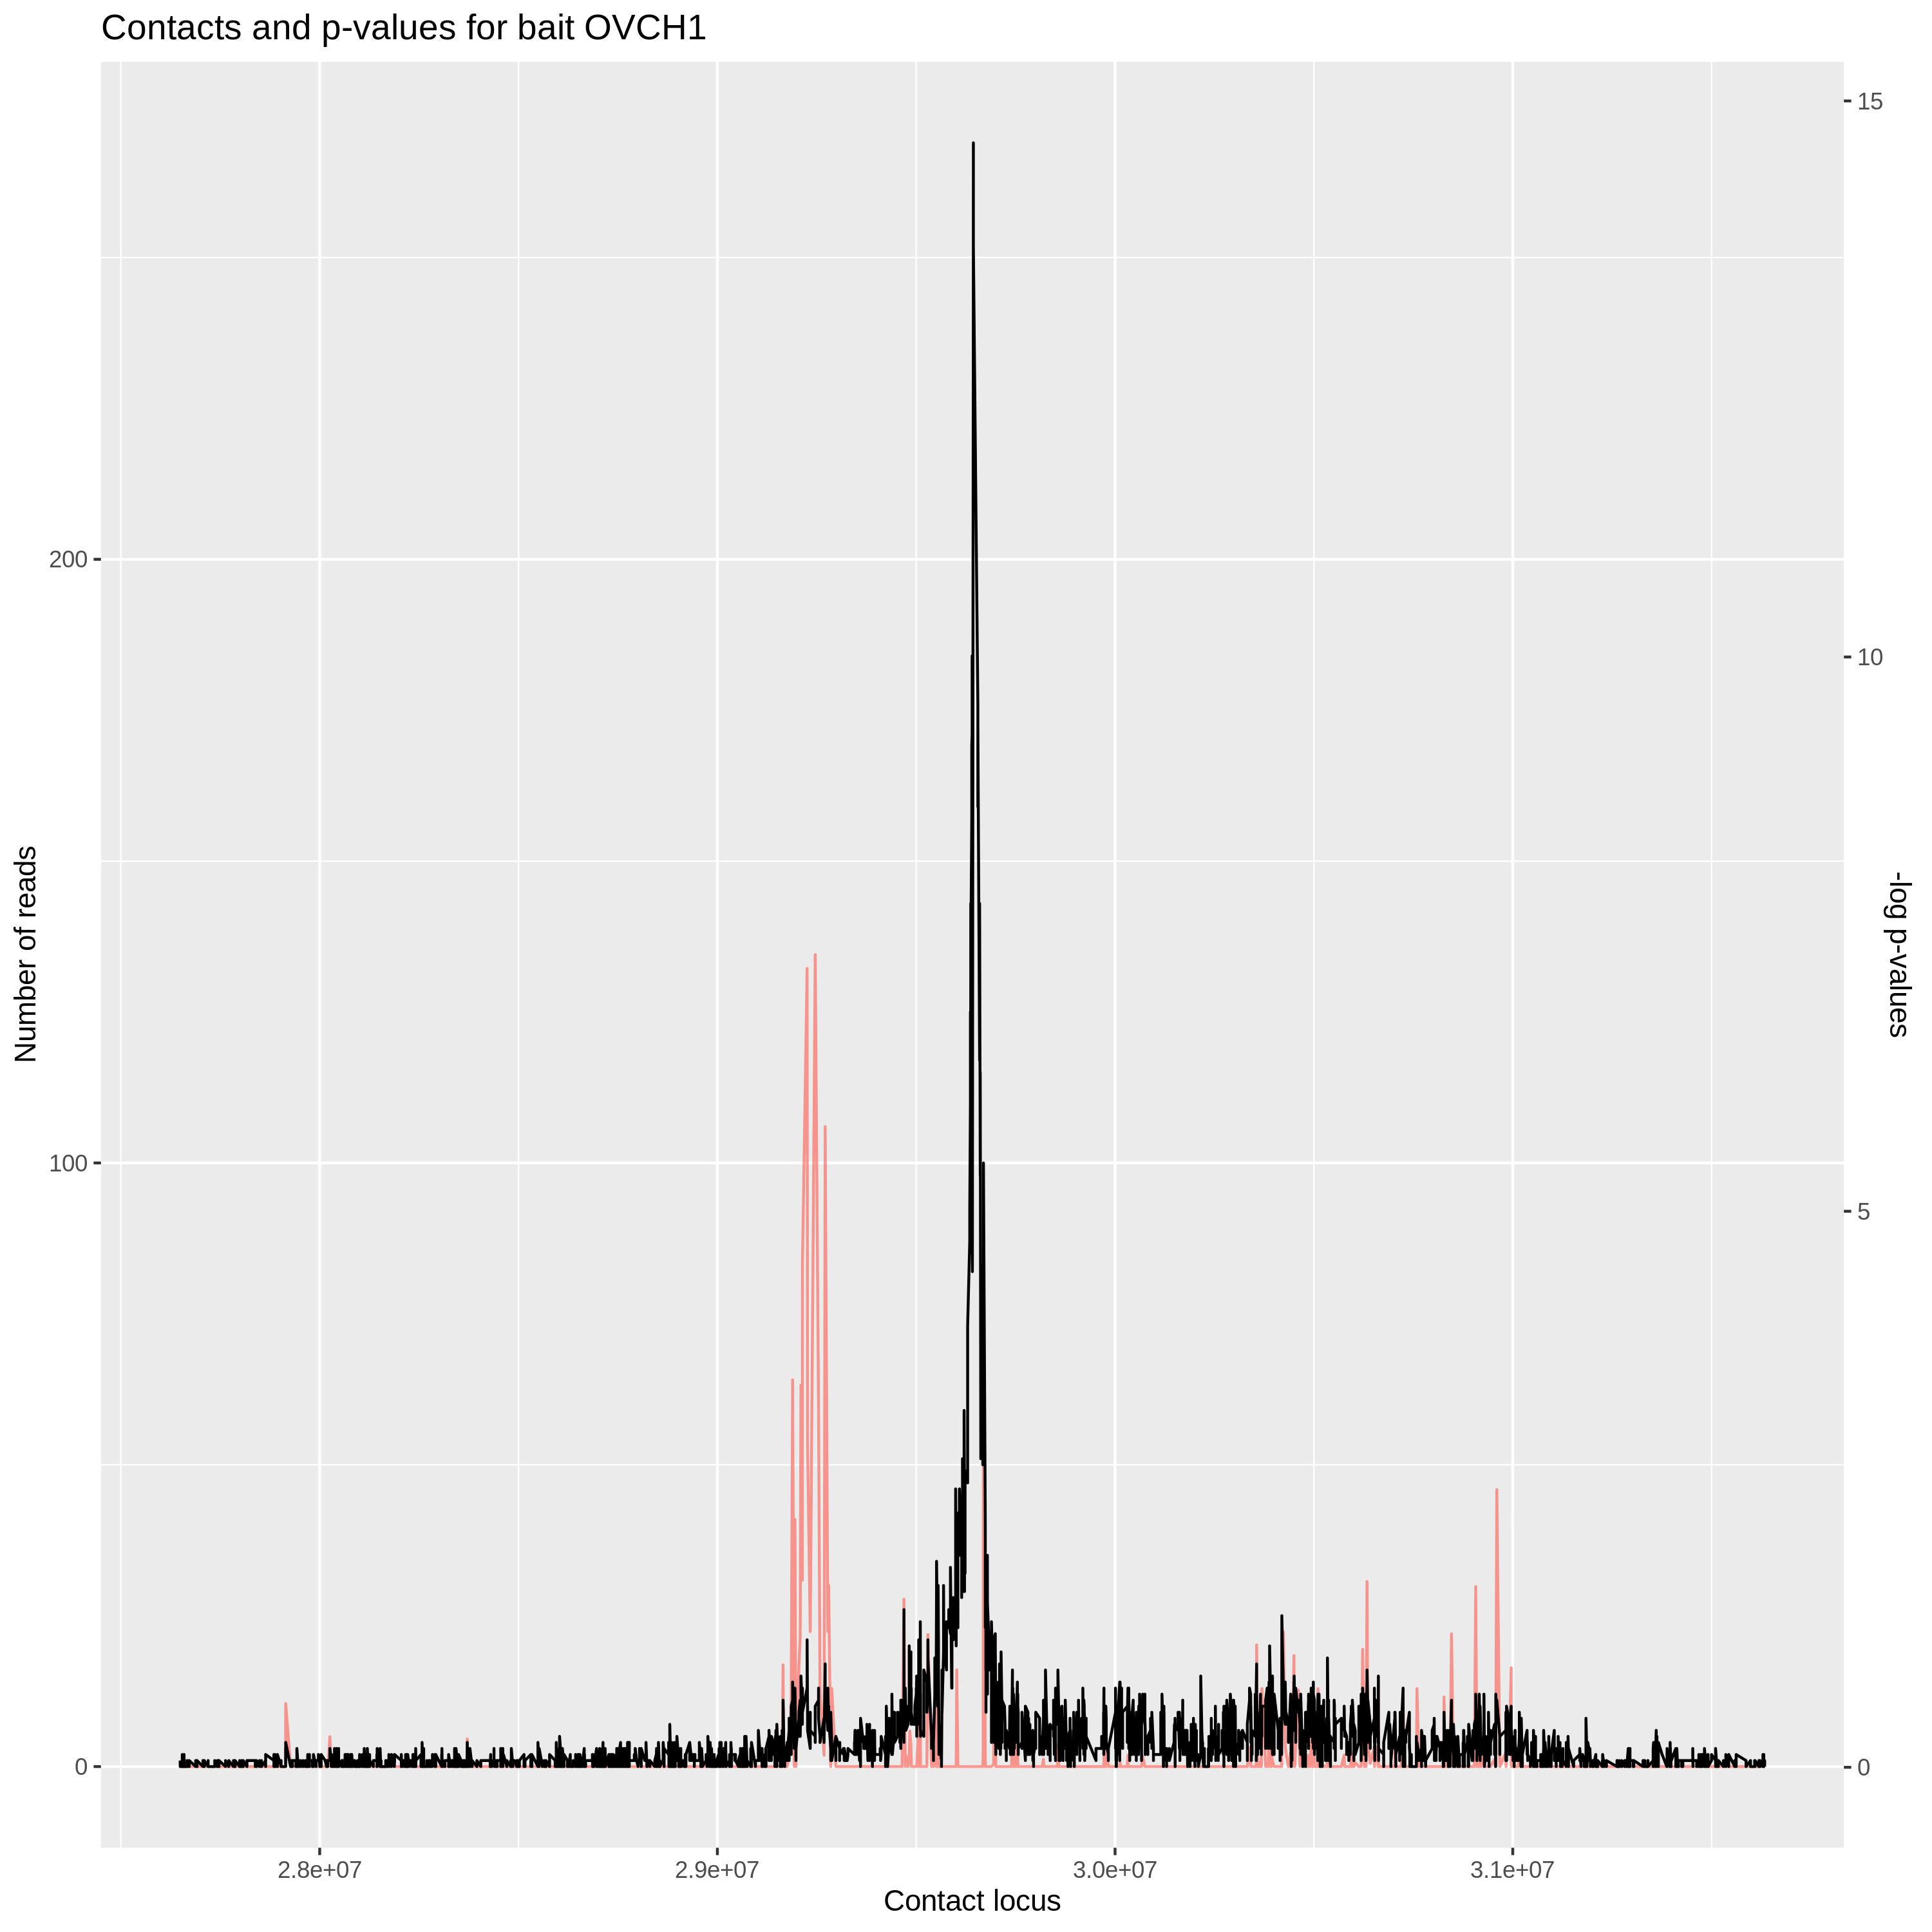 Contacts and p-values for bait OVCH1
Number of reads
200
100
0
15
10
5
0
-log p-values
2.8e+07
2.9e+07
3.0e+07
3.1e+07
Contact locus